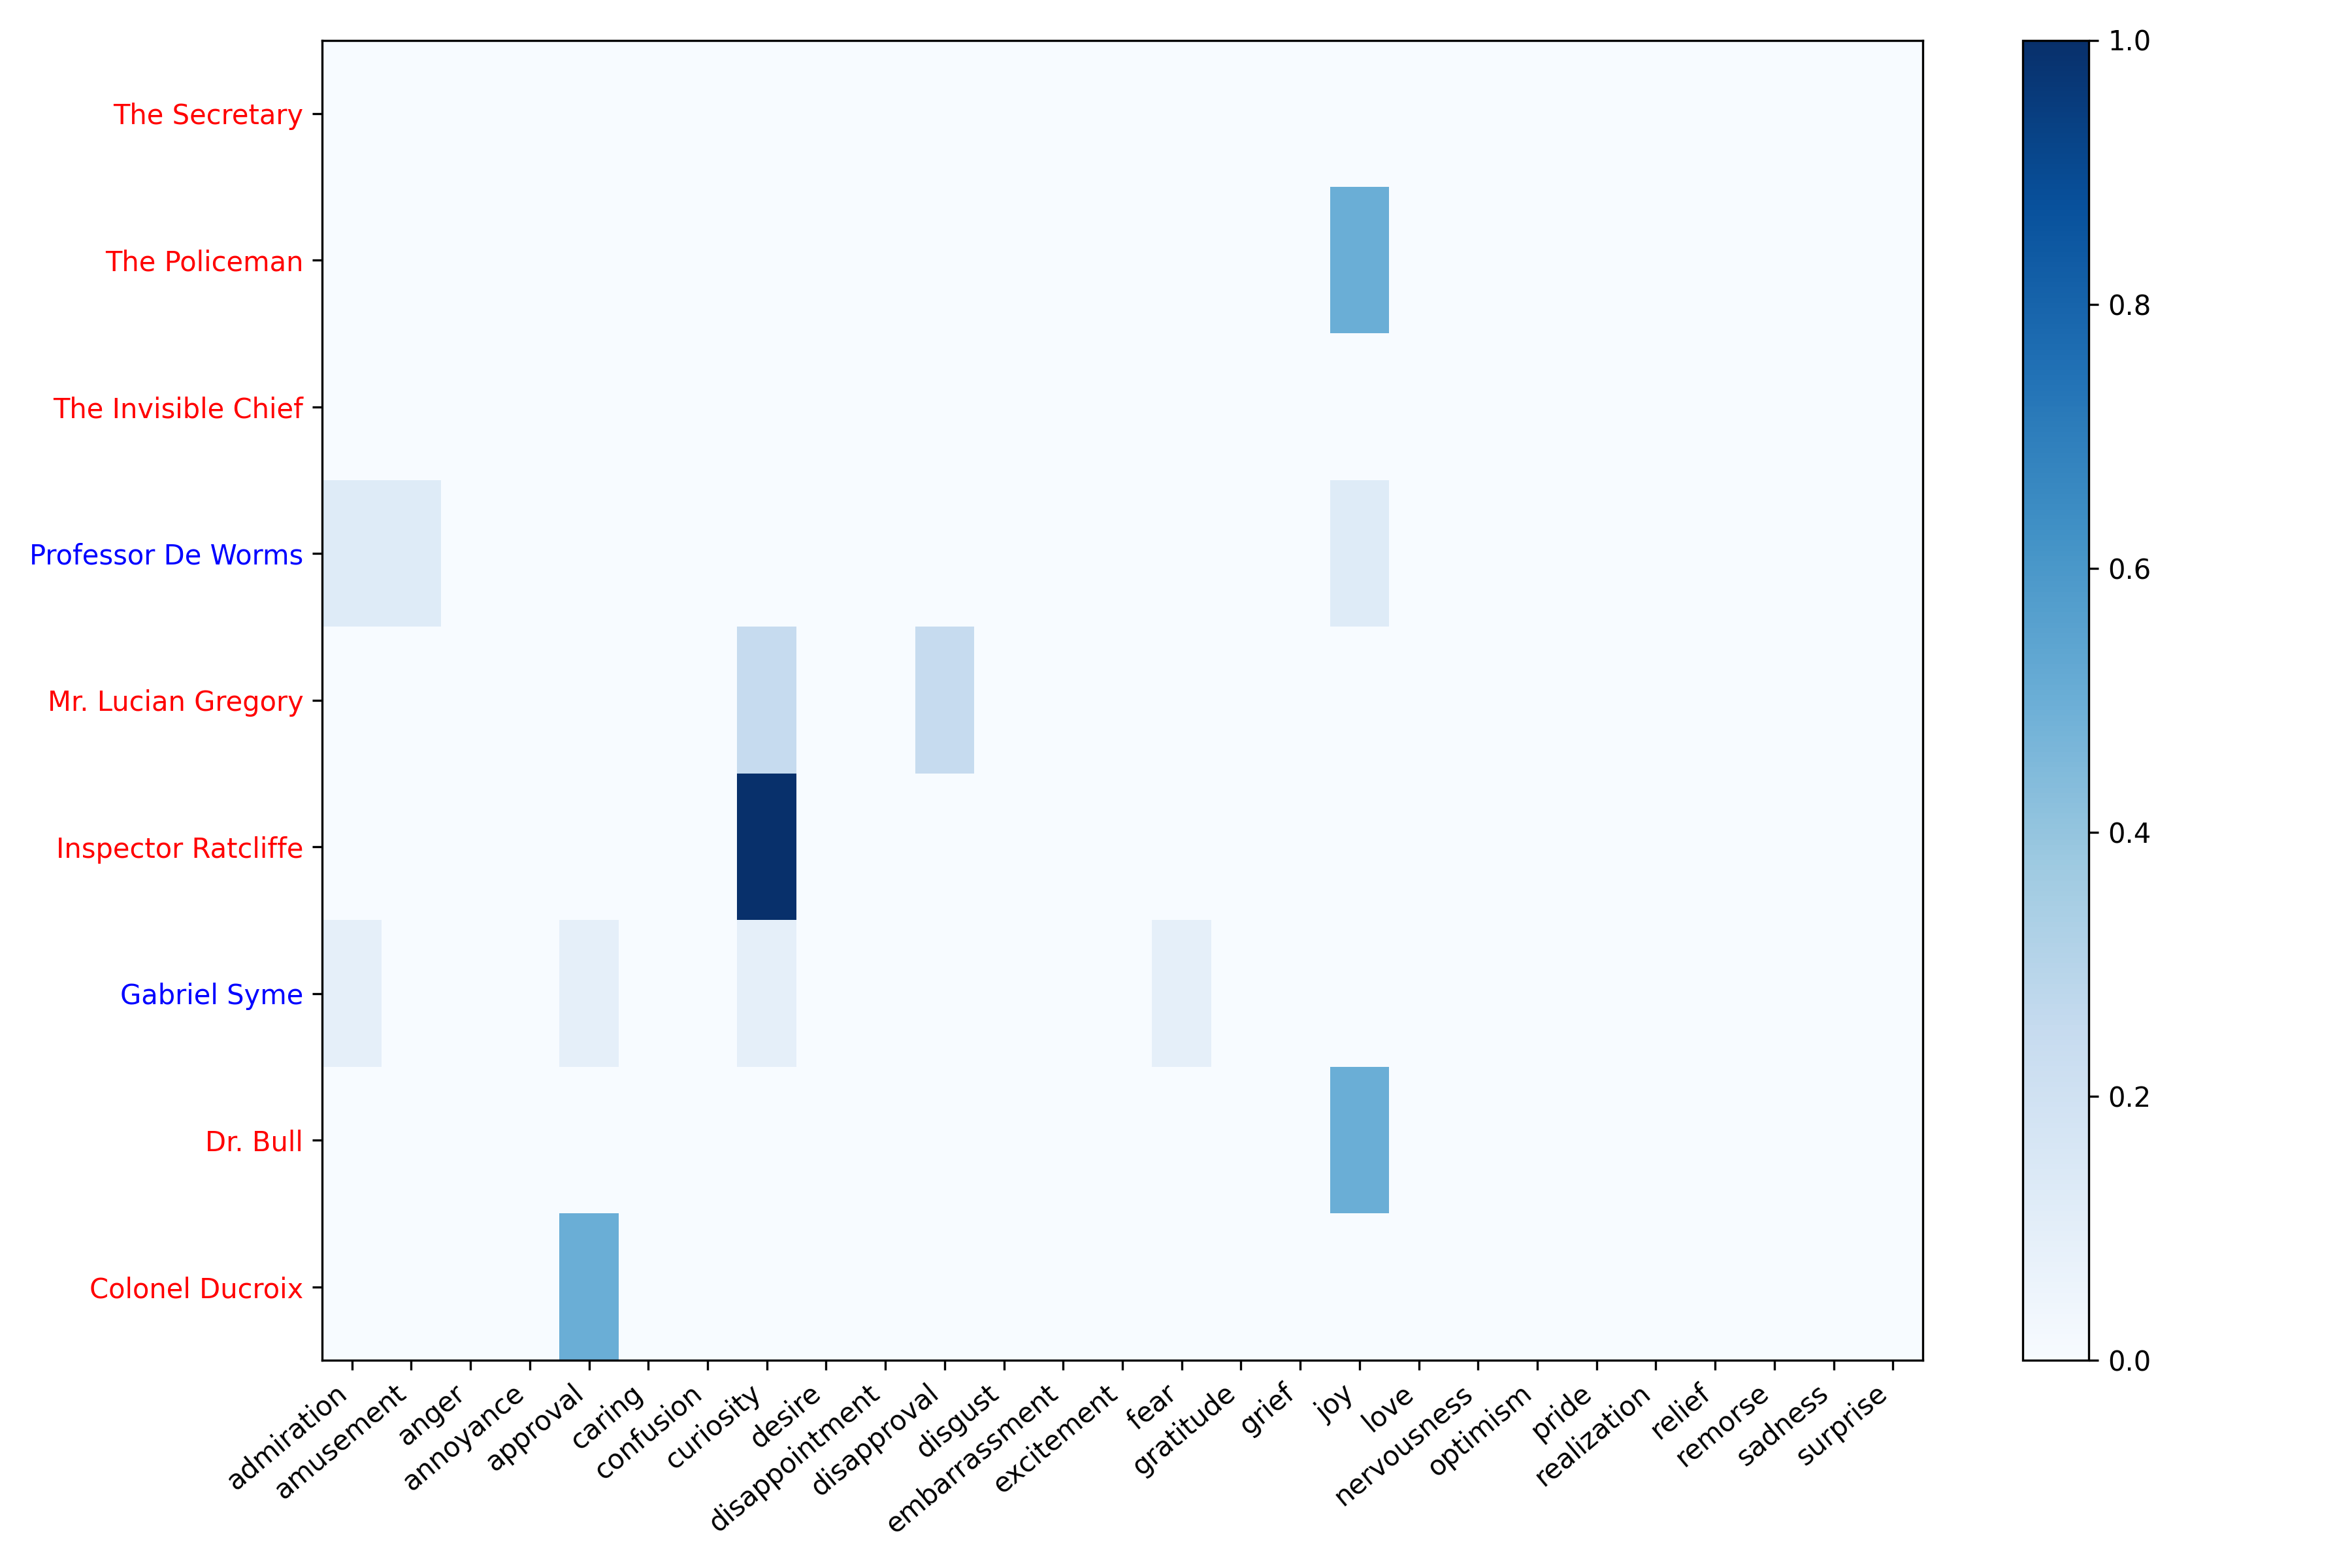 The Secretary
The Policeman
The Invisible Chief
Professor De Worms
Mr. Lucian Gregory
Inspector Ratcliffe
Gabriel Syme
Dr. Bull
Colonel Ducroix
admiration
amusement
anger
annoyance
approval
caring
confusion
curiosity
desire
disappointment
disapproval
disgust
embarrassment
excitement
fear
gratitude
grief
joy
love
nervousness
optimism
pride
realization
relief
remorse
sadness
surprise
1.0
0.8
0.6
0.4
0.2
0.0